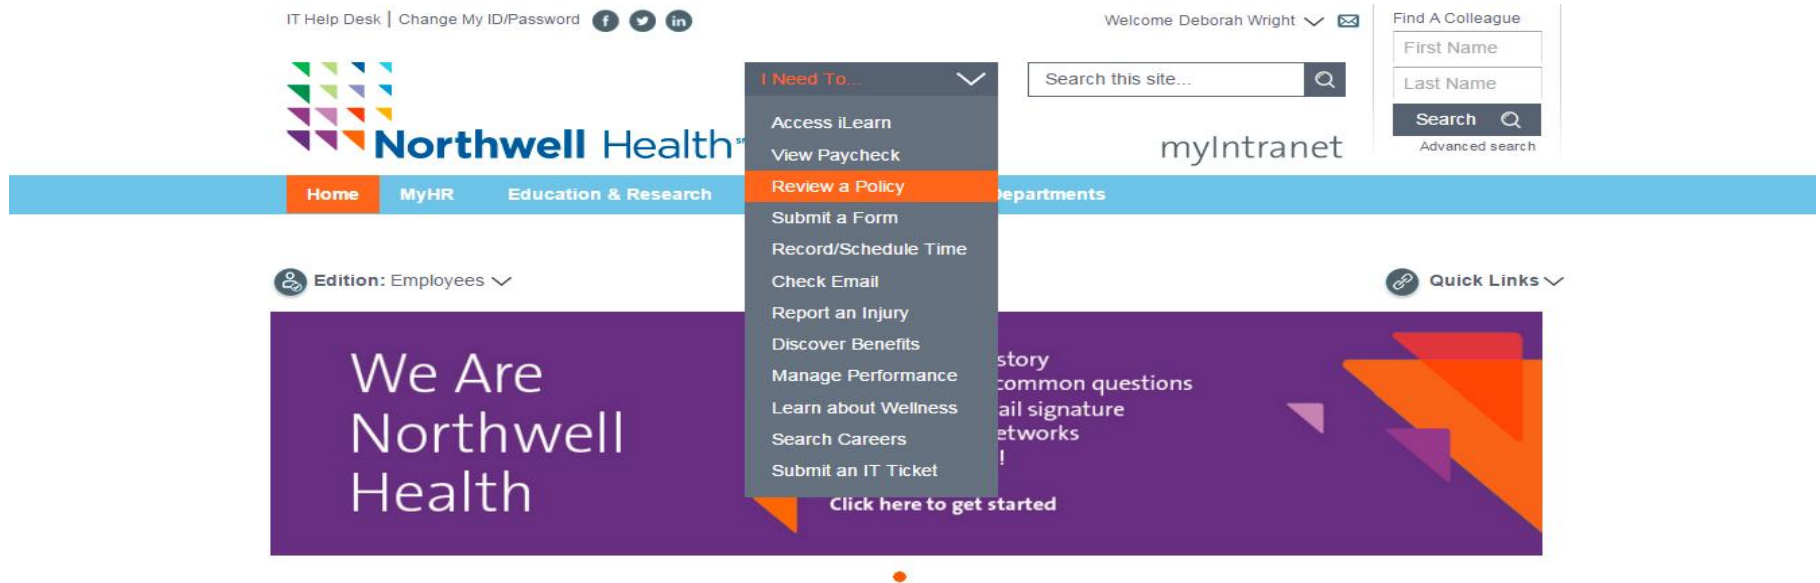 IT Help Desk | Change My ID/Password
Welcome Deborah Wright
Find A Colleague
First Name
Last Name
Search
Advanced search
I Need To...
Search this site...
Northwell Health
myIntranet
Home MyHR Education & Research
Departments
Access iLearn
View Paycheck
Review a Policy
Submit a Form
Record/Schedule Time
Check Email
Report an Injury
Discover Benefits
Manage Performance
Learn about Wellness
Search Careers
Submit an IT Ticket
Edition: Employees
Quick Links
We Are
Northwell
Health
story
common questions
ail signature
etworks
!
Click here to get started